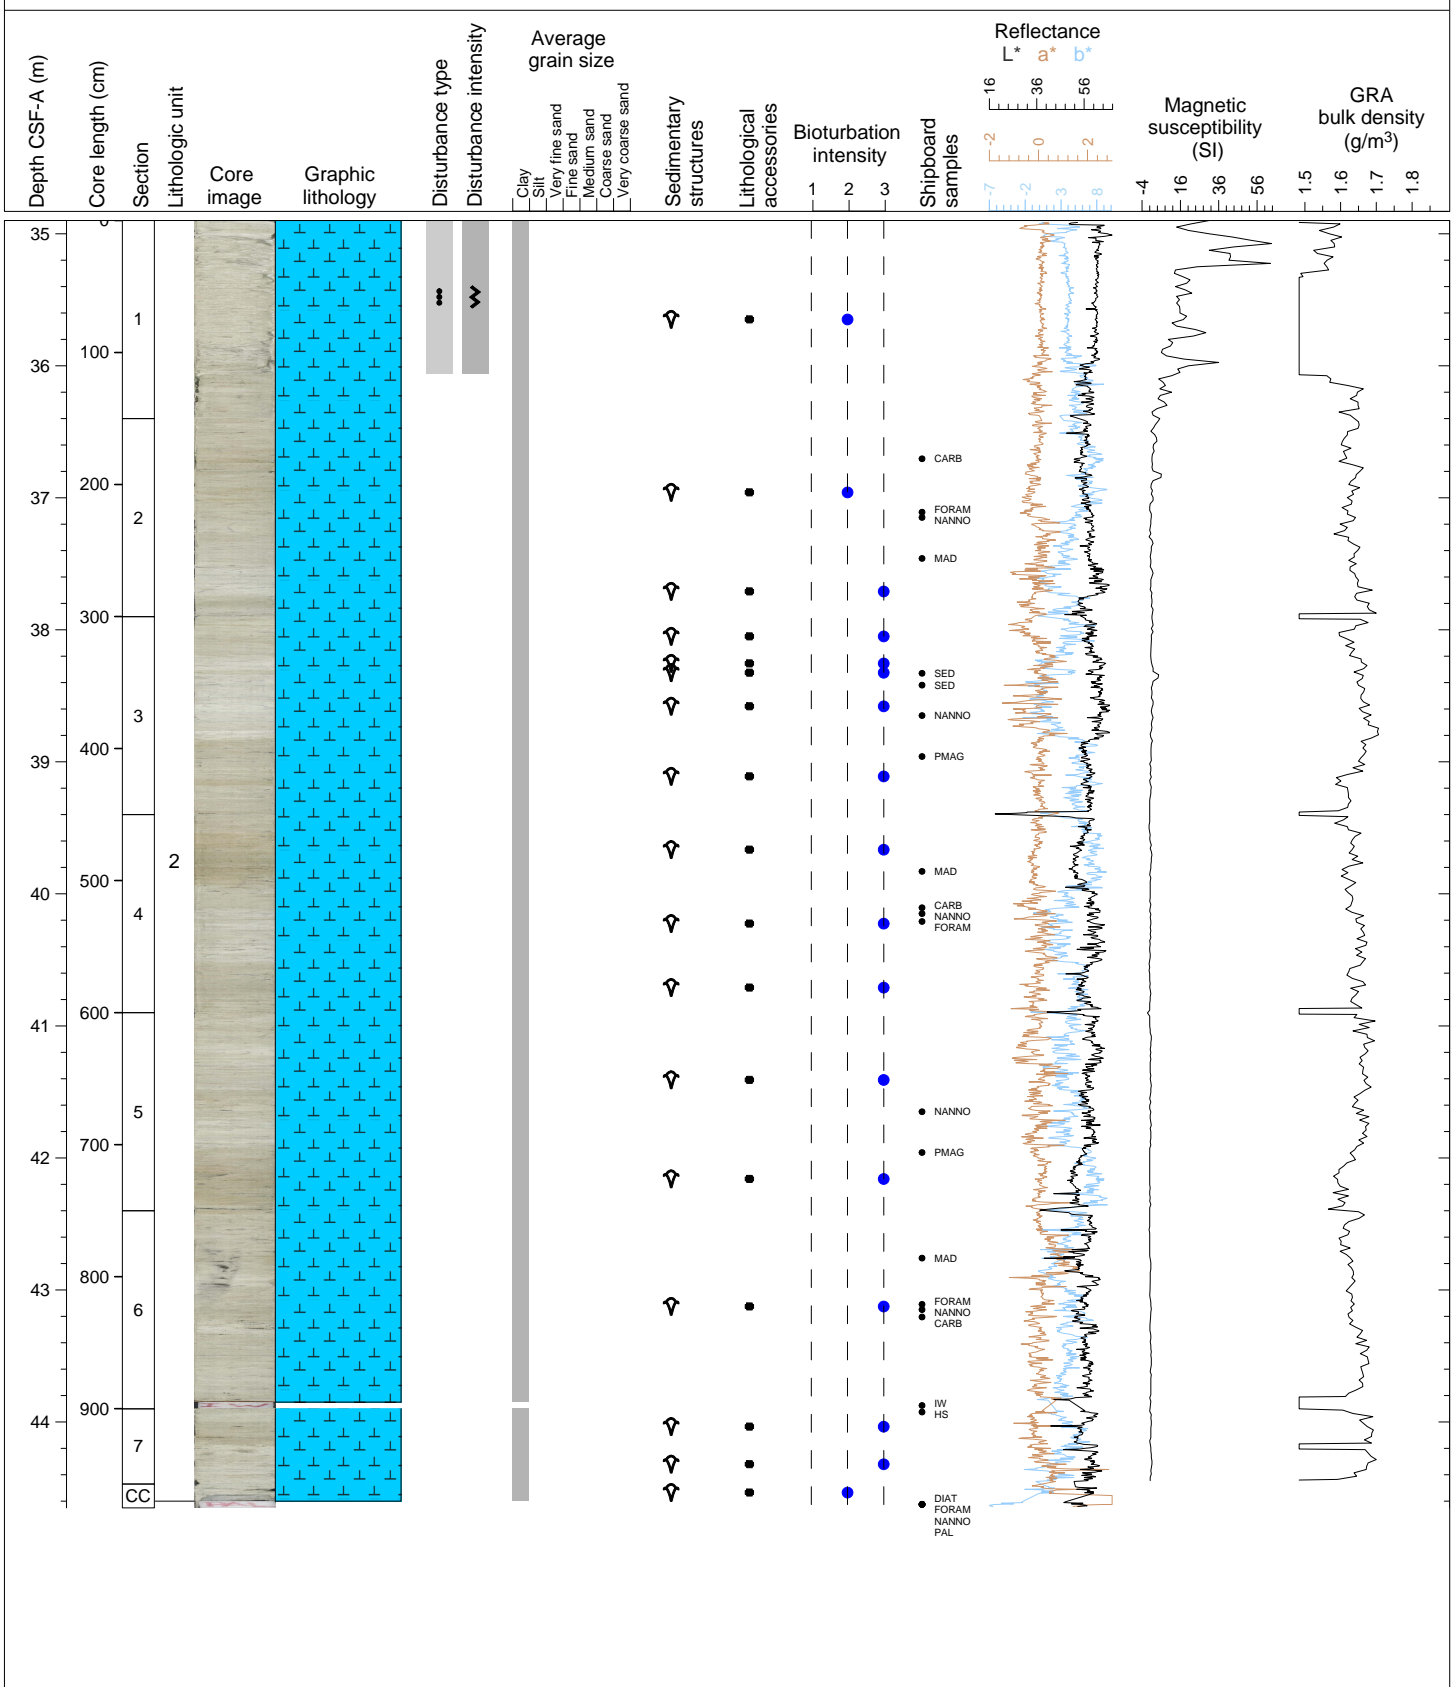 Depth CSF-A (m)
Core length (cm)
Section
Lithologic unit
Core
image
Graphic
lithology
Disturbance type
Disturbance intensity
Average
grain size
Clay
Silt
Very fine sand
Fine sand
Medium sand
Coarse sand
Very coarse sand
Sedimentary
structures
Lithological
accessories
Bioturbation
intensity
1 2 3
Shipboard
samples
Reflectance
L* a* b*
16 36 56
-2 0 2
-7 -2 3 8
Magnetic
susceptibility
(SI)
-4 16 36 56
GRA
bulk density
(g/m3)
1.5 1.6 1.7 1.8
0
35
1
100
36
CARB
200
37
2
FORAM
NANNO
MAD
300
38
SED
SED
3
NANNO
400
39
PMAG
2
500
MAD
40
4
CARB
NANNO
FORAM
600
41
5
NANNO
700
42
PMAG
MAD
800
43
6
FORAM
NANNO
CARB
900
44
IW
HS
7
CC
DIAT
FORAM
NANNO
PAL